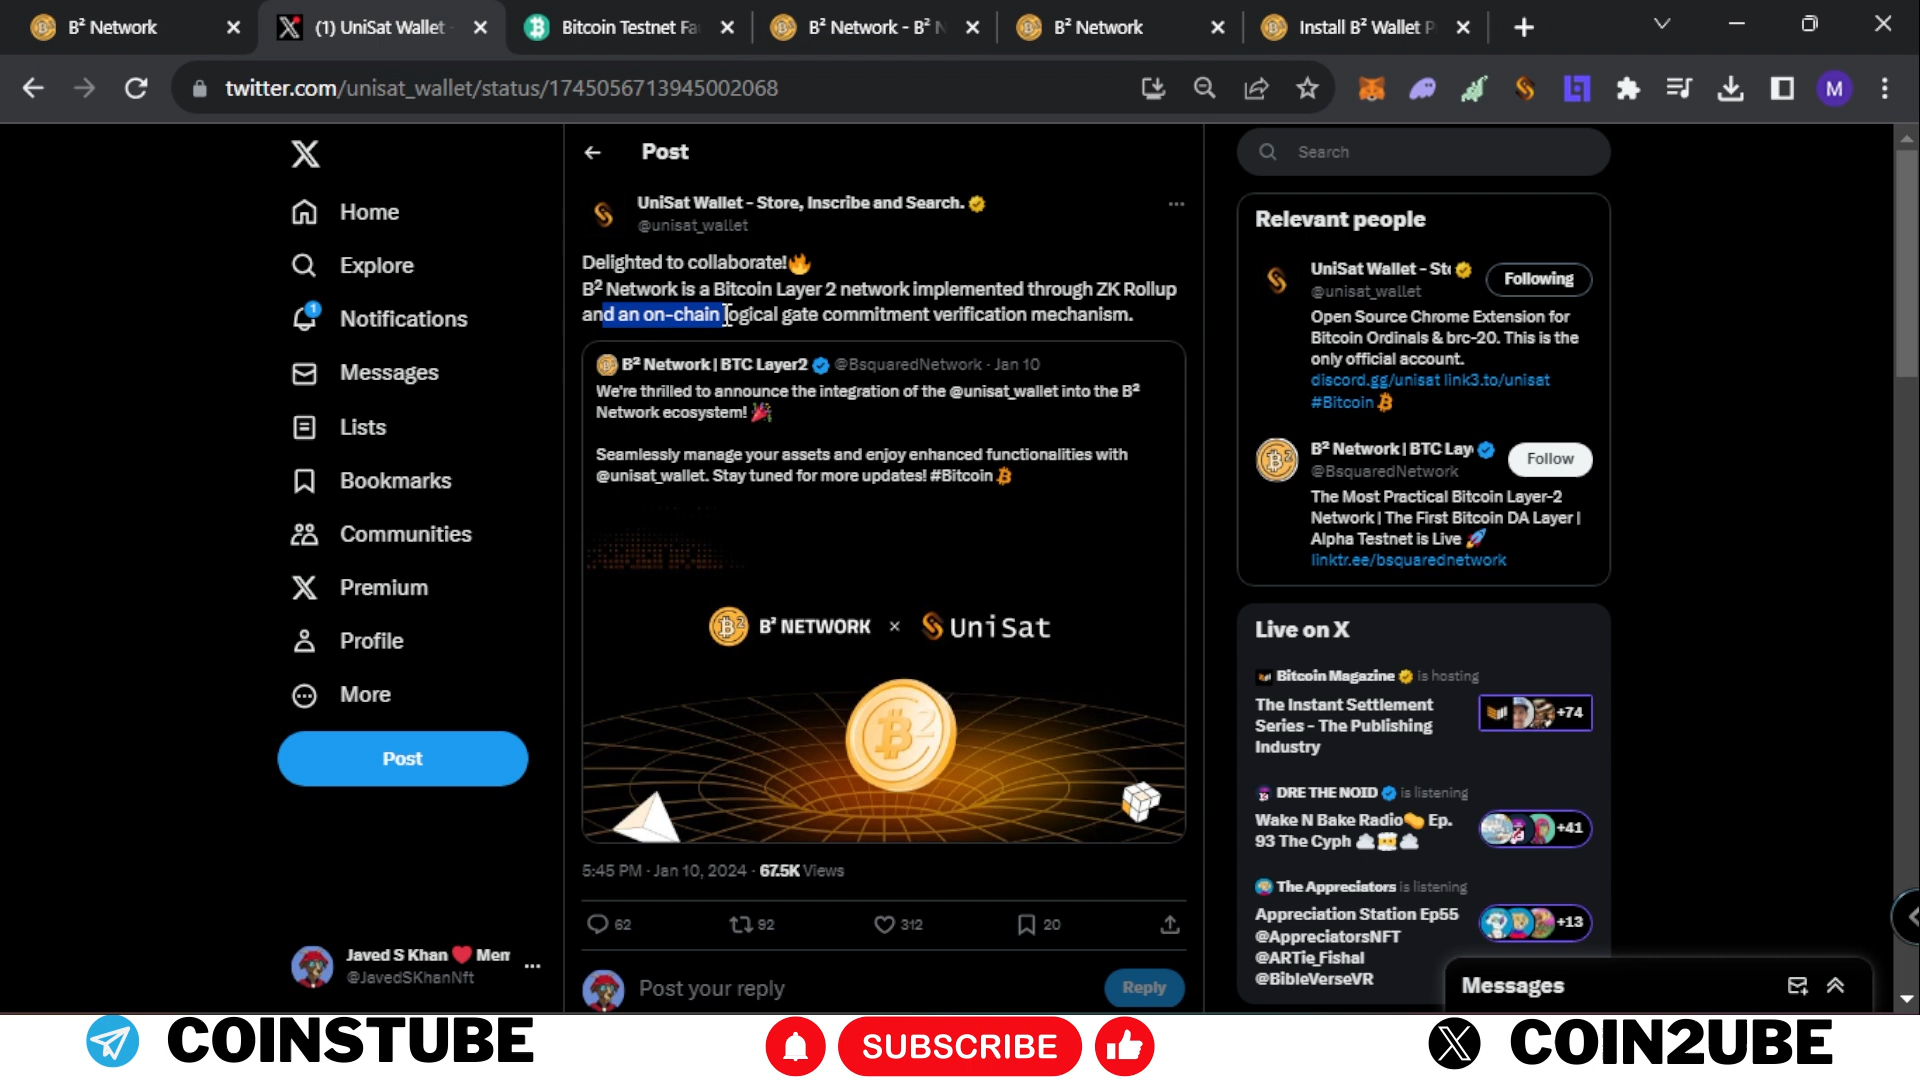 B² Network
(1) UniSat Wallet -
Bitcoin Testnet Fa
B² Network - B² N
B² Network
Install B² Wallet P
twitter.com/unisat_wallet/status/1745056713945002068
M
Post
Search
Home
Explore
1
Notifications
Messages
Lists
Bookmarks
Communities
Premium
Profile
More
Post
Javed S Khan ❤️ Mem
@JavedSKhanNft
UniSat Wallet - Store, Inscribe and Search.
@unisat_wallet
Delighted to collaborate!🔥
B² Network is a Bitcoin Layer 2 network implemented through ZK Rollup
and an on-chain logical gate commitment verification mechanism.
B² Network | BTC Layer2 @BsquaredNetwork · Jan 10
We're thrilled to announce the integration of the @unisat_wallet into the B²
Network ecosystem! 🎉
Seamlessly manage your assets and enjoy enhanced functionalities with
@unisat_wallet. Stay tuned for more updates! #Bitcoin
B² NETWORK × UniSat
5:45 PM · Jan 10, 2024 · 67.5K Views
62
92
312
20
Post your reply
Reply
Relevant people
UniSat Wallet - Sto
Following
@unisat_wallet
Open Source Chrome Extension for
Bitcoin Ordinals & brc-20. This is the
only official account.
discord.gg/unisat link3.to/unisat
#Bitcoin
B² Network | BTC Lay
Follow
@BsquaredNetwork
The Most Practical Bitcoin Layer-2
Network | The First Bitcoin DA Layer |
Alpha Testnet is Live 🚀
linktr.ee/bsquarednetwork
Live on X
Bitcoin Magazine is hosting
The Instant Settlement
Series - The Publishing
Industry
+74
DRE THE NOID is listening
Wake N Bake Radio Ep.
93 The Cyph
+41
The Appreciators is listening
Appreciation Station Ep55
@AppreciatorsNFT
@ARTie_Fishal
@BibleVerseVR
+13
Messages
COINSTUBE
SUBSCRIBE
COIN2UBE